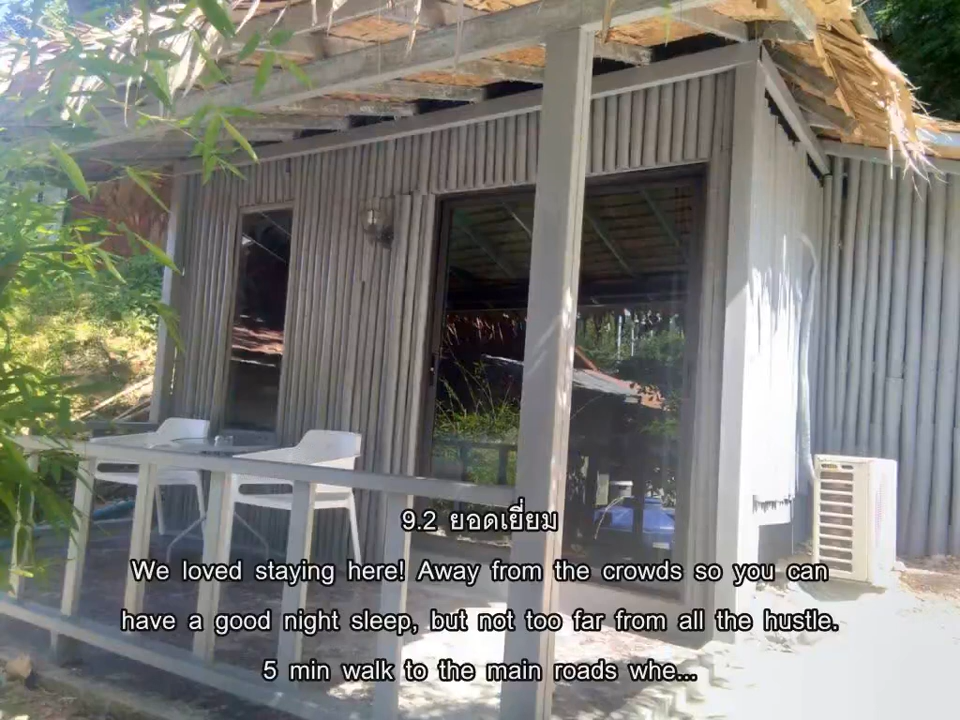 9.2 ยอดเยี่ยม
We loved staying here! Away from the crowds so you can
have a good night sleep, but not too far from all the hustle.
5 min walk to the main roads whe...